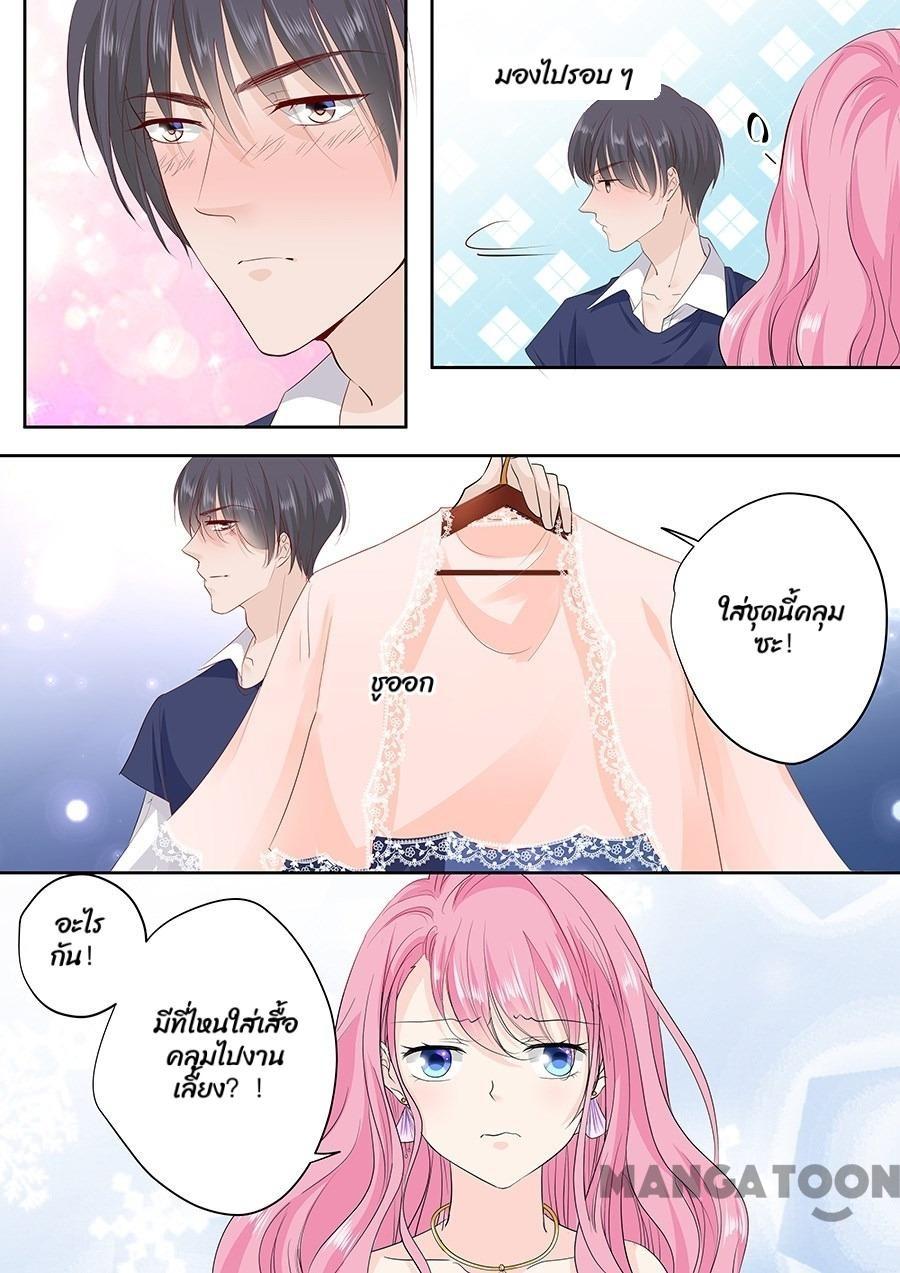 มองไปรอบ ๆ
ใส่ชุดนี้คลุม
ซะ!
ชูออก
อะไร
กัน!
มีที่ไหนใส่เสื้อ
คลุมไปงาน
เลี้ยง? !
MANGATOON